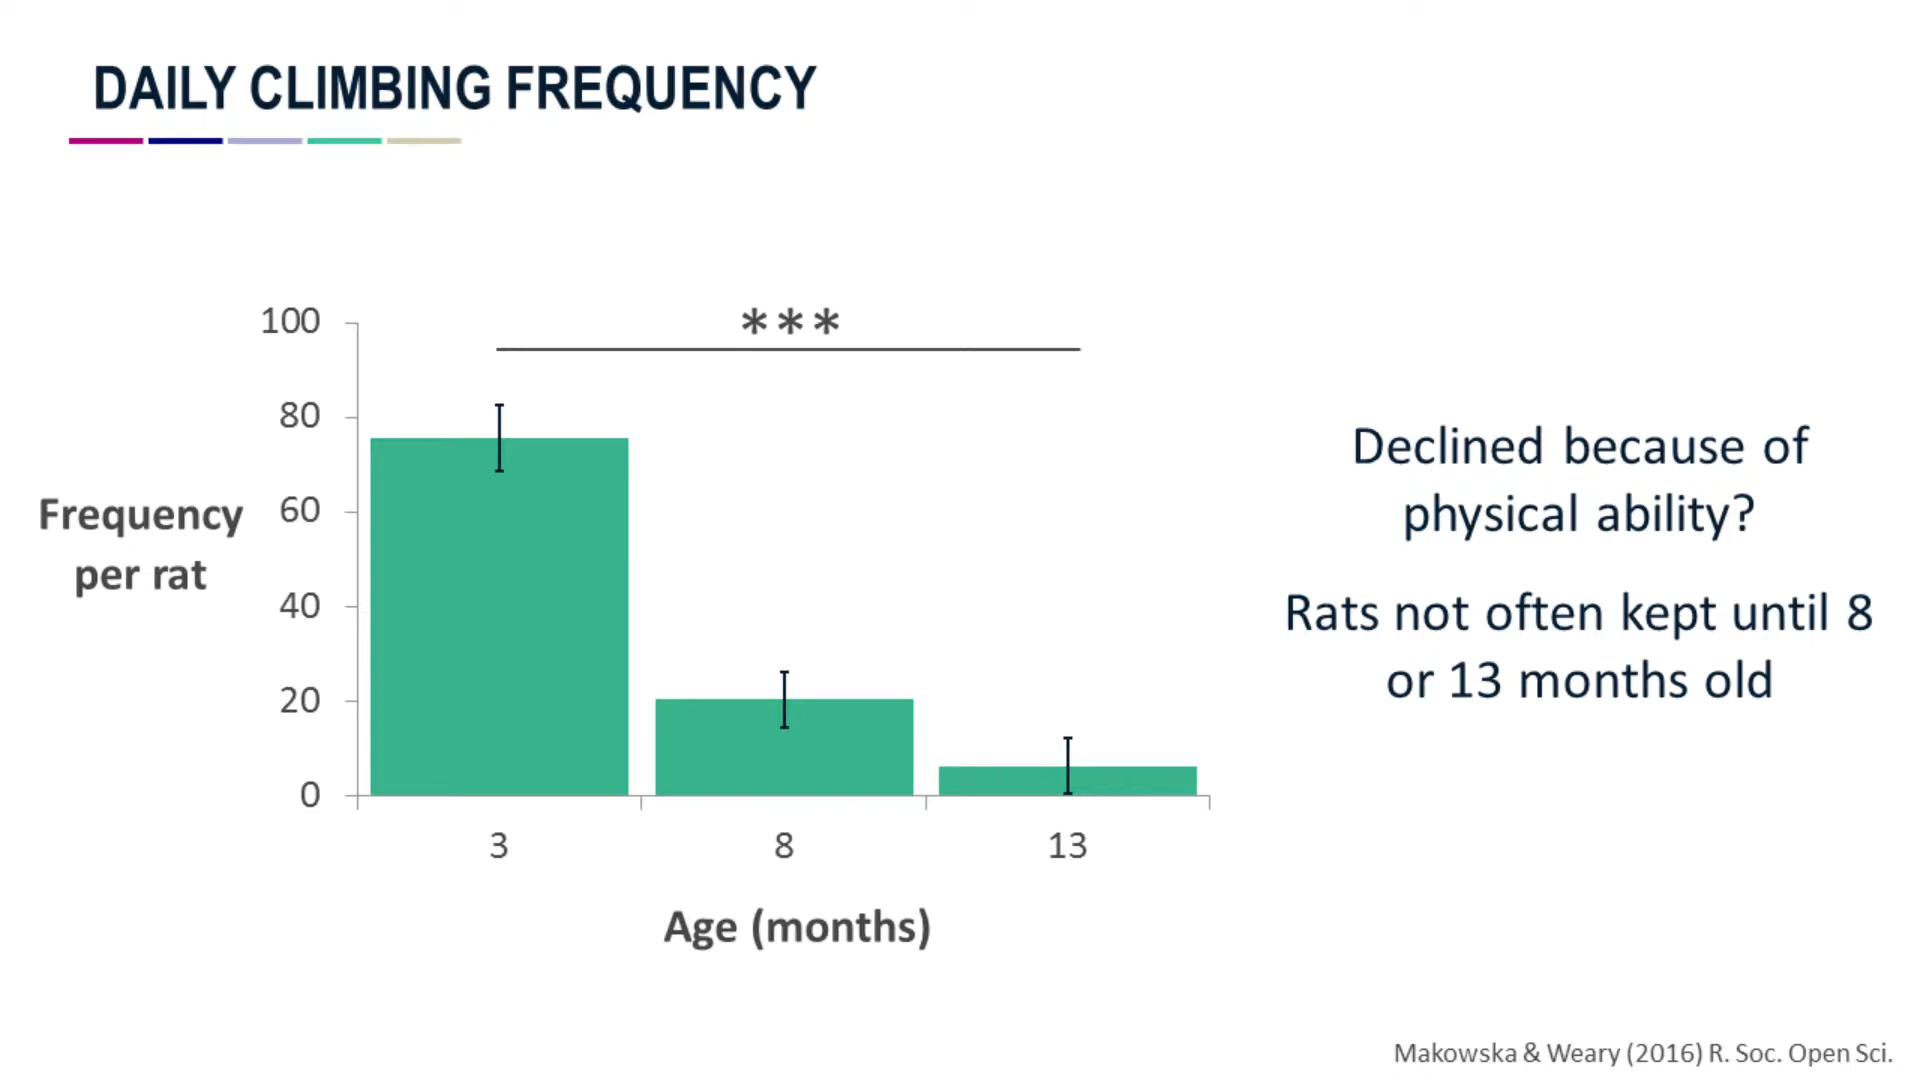 DAILY CLIMBING FREQUENCY
***
100
80
60
40
20
0
Frequency
per rat
3 8 13
Age (months)
Declined because of
physical ability?
Rats not often kept until 8
or 13 months old
Makowska & Weary (2016) R. Soc. Open Sci.